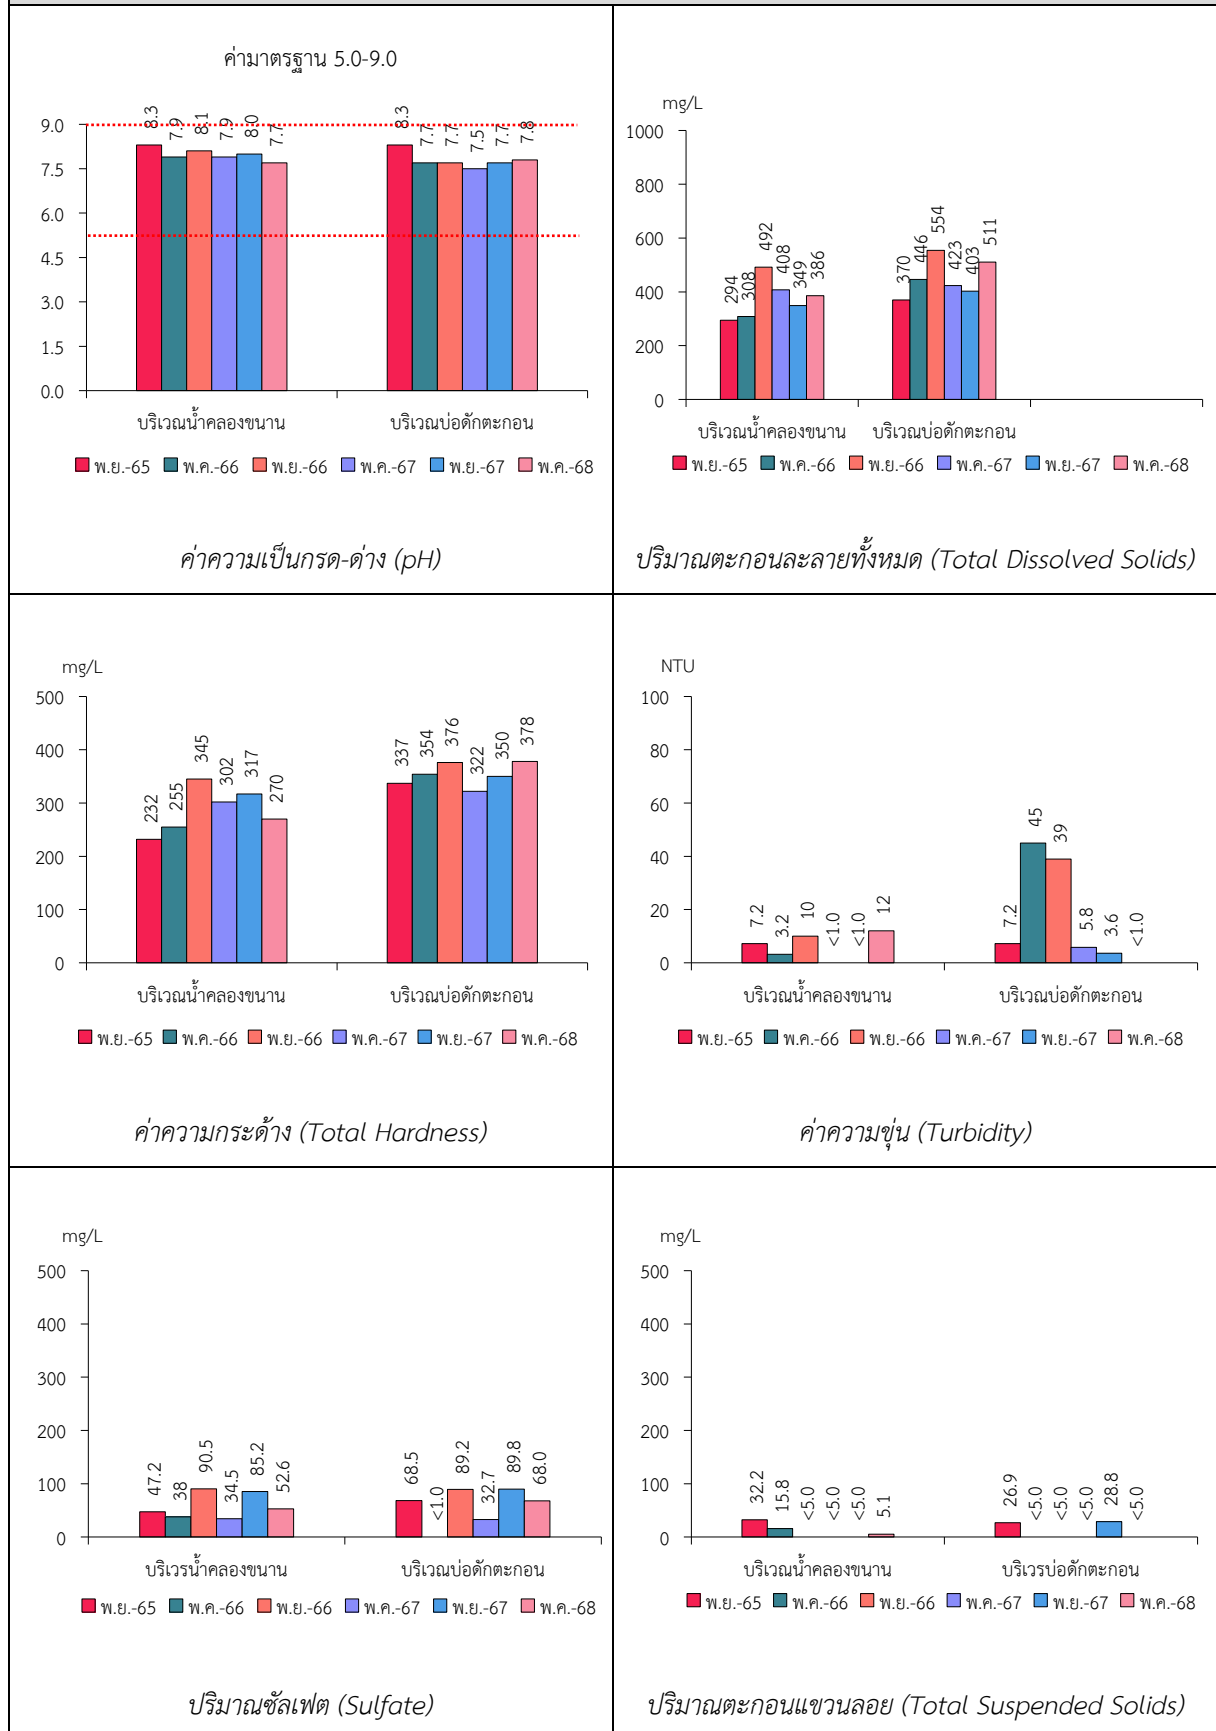 ค่ามาตรฐาน 5.0-9.0
9.0
7.5
6.0
4.5
3.0
1.5
0.0
8.3 7.9 8.1 7.9 8.0 7.7
8.3 7.7 7.7 7.5 7.7 7.8
บริเวณน้ำคลองขนาน บริเวณบ่อดักตะกอน
พ.ย.-65 พ.ค.-66 พ.ย.-66 พ.ค.-67 พ.ย.-67 พ.ค.-68
ค่าความเป็นกรด-ด่าง (pH)
mg/L
1000
800
600
400
200
0
294 308 492 408 349 386
370 446 554 423 403 511
บริเวณน้ำคลองขนาน บริเวณบ่อดักตะกอน
พ.ย.-65 พ.ค.-66 พ.ย.-66 พ.ค.-67 พ.ย.-67 พ.ค.-68
ปริมาณตะกอนละลายทั้งหมด (Total Dissolved Solids)
mg/L
500
400
300
200
100
0
232 255 345 302 317 270
337 354 376 322 350 378
บริเวณน้ำคลองขนาน บริเวณบ่อดักตะกอน
พ.ย.-65 พ.ค.-66 พ.ย.-66 พ.ค.-67 พ.ย.-67 พ.ค.-68
ค่าความกระด้าง (Total Hardness)
NTU
100
80
60
40
20
0
7.2 3.2 10 <1.0 <1.0 12
7.2 45 39 5.8 3.6 <1.0
บริเวณน้ำคลองขนาน บริเวณบ่อดักตะกอน
พ.ย.-65 พ.ค.-66 พ.ย.-66 พ.ค.-67 พ.ย.-67 พ.ค.-68
ค่าความขุ่น (Turbidity)
mg/L
500
400
300
200
100
0
47.2 38 90.5 34.5 85.2 52.6
68.5 <1.0 89.2 32.7 89.8 68.0
บริเวรน้ำคลองขนาน บริเวณบ่อดักตะกอน
พ.ย.-65 พ.ค.-66 พ.ย.-66 พ.ค.-67 พ.ย.-67 พ.ค.-68
ปริมาณซัลเฟต (Sulfate)
mg/L
500
400
300
200
100
0
32.2 15.8 <5.0 <5.0 <5.0 5.1
26.9 <5.0 <5.0 <5.0 28.8 <5.0
บริเวณน้ำคลองขนาน บริเวรบ่อดักตะกอน
พ.ย.-65 พ.ค.-66 พ.ย.-66 พ.ค.-67 พ.ย.-67 พ.ค.-68
ปริมาณตะกอนแขวนลอย (Total Suspended Solids)